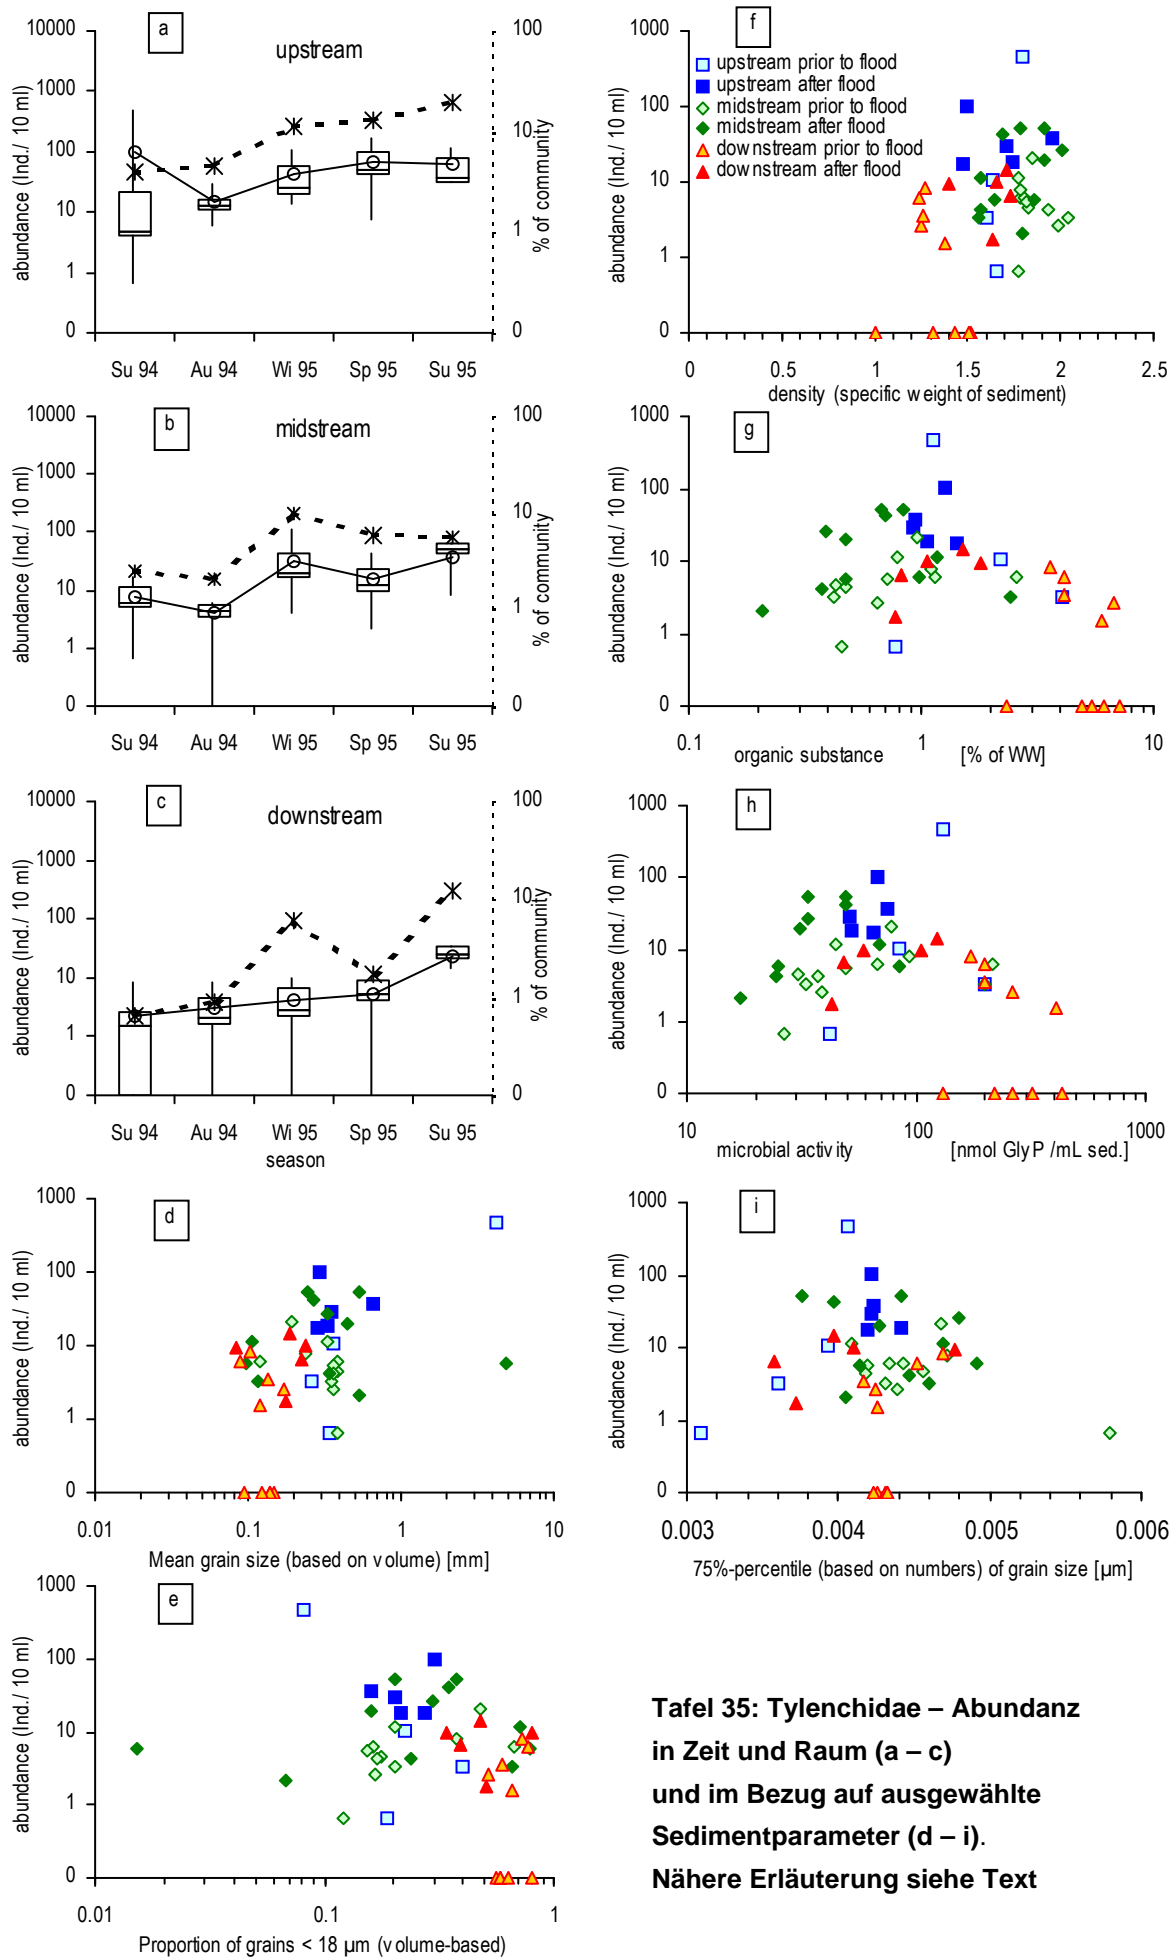 a
upstream
abundance (Ind./ 10 ml)
10000
1000
100
10
1
0
% of community
100
10
1
0
Su 94 Au 94 Wi 95 Sp 95 Su 95
b
midstream
abundance (Ind./ 10 ml)
10000
1000
100
10
1
0
% of community
100
10
1
0
Su 94 Au 94 Wi 95 Sp 95 Su 95
c
downstream
abundance (Ind./ 10 ml)
10000
1000
100
10
1
0
% of community
100
10
1
0
Su 94 Au 94 Wi 95 Sp 95 Su 95
season
d
abundance (Ind./ 10 ml)
1000
100
10
1
0
0.01 0.1 1 10
Mean grain size (based on volume) [mm]
e
abundance (Ind./ 10 ml)
1000
100
10
1
0
0.01 0.1 1
Proportion of grains < 18 µm (volume-based)
f
upstream prior to flood
upstream after flood
midstream prior to flood
midstream after flood
downstream prior to flood
downstream after flood
abundance (Ind./ 10 ml)
1000
100
10
1
0
0 0.5 1 1.5 2 2.5
density (specific weight of sediment)
g
abundance (Ind./ 10 ml)
1000
100
10
1
0
0.1 1 10
organic substance [% of WW]
h
abundance (Ind./ 10 ml)
1000
100
10
1
0
10 100 1000
microbial activity [nmol GlyP /mL sed.]
i
abundance (Ind./ 10 ml)
1000
100
10
1
0
0.003 0.004 0.005 0.006
75%-percentile (based on numbers) of grain size [µm]
Tafel 35: Tylenchidae – Abundanz
in Zeit und Raum (a – c)
und im Bezug auf ausgewählte
Sedimentparameter (d – i).
Nähere Erläuterung siehe Text